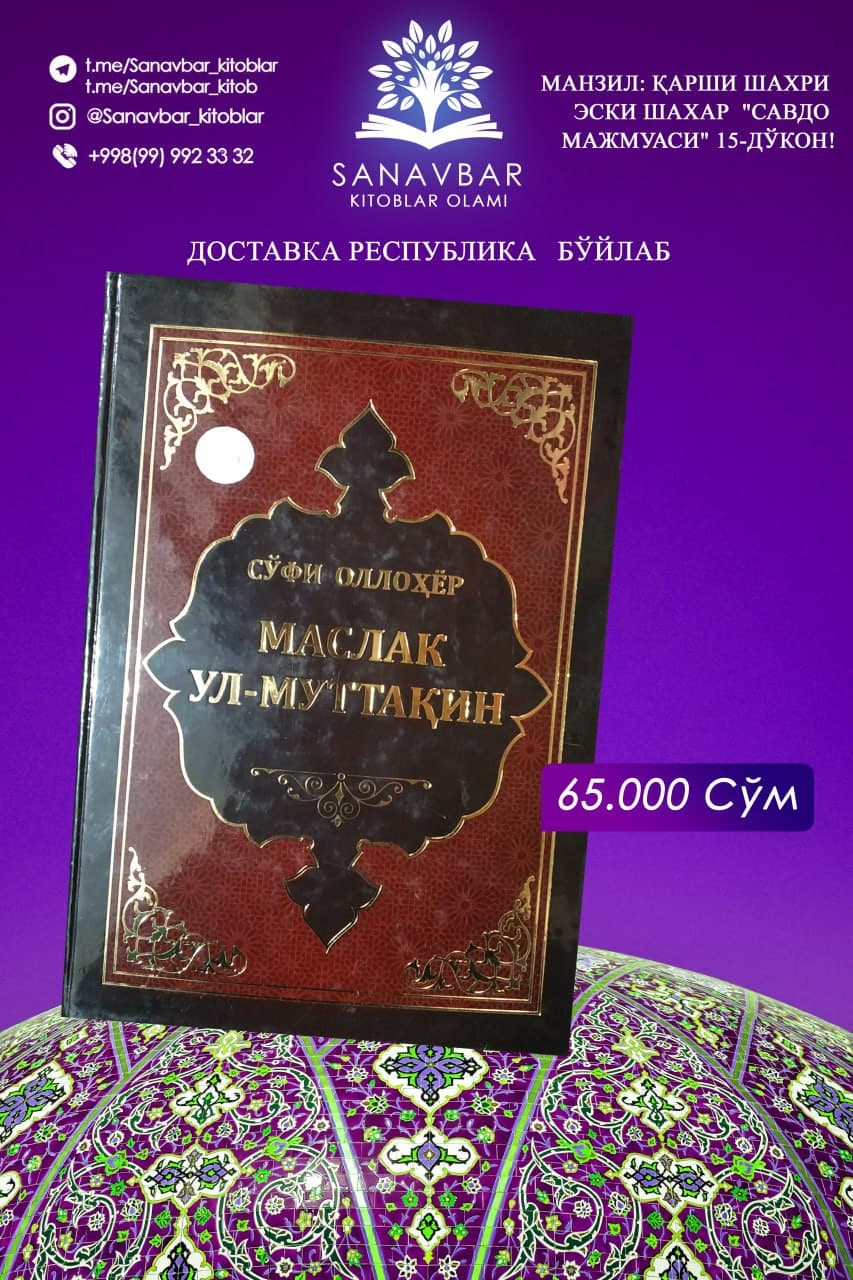 t.me/Sanavbar_kitoblar
t.me/Sanavbar_kitob
@Sanavbar_kitoblar
+998(99) 992 33 32
SANAVBAR
KITOBLAR OLAMI
МАНЗИЛ: ҚАРШИ ШАХРИ
ЭСКИ ШАХАР "САВДО
МАЖМУАСИ" 15-ДЎКОН!
ДОСТАВКА РЕСПУБЛИКА БЎЙЛАБ
СЎФИ ОЛЛОҲЁР
МАСЛАК
УЛ-МУТТАҚИН
65.000 Сўм